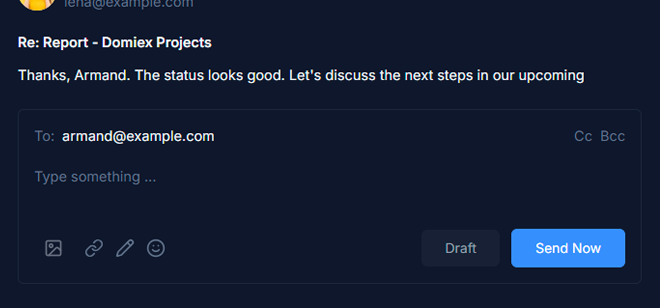 lena@example.com
Re: Report - Domiex Projects
Thanks, Armand. The status looks good. Let's discuss the next steps in our upcoming
To: armand@example.com Cc Bcc
Type something ...
Draft Send Now